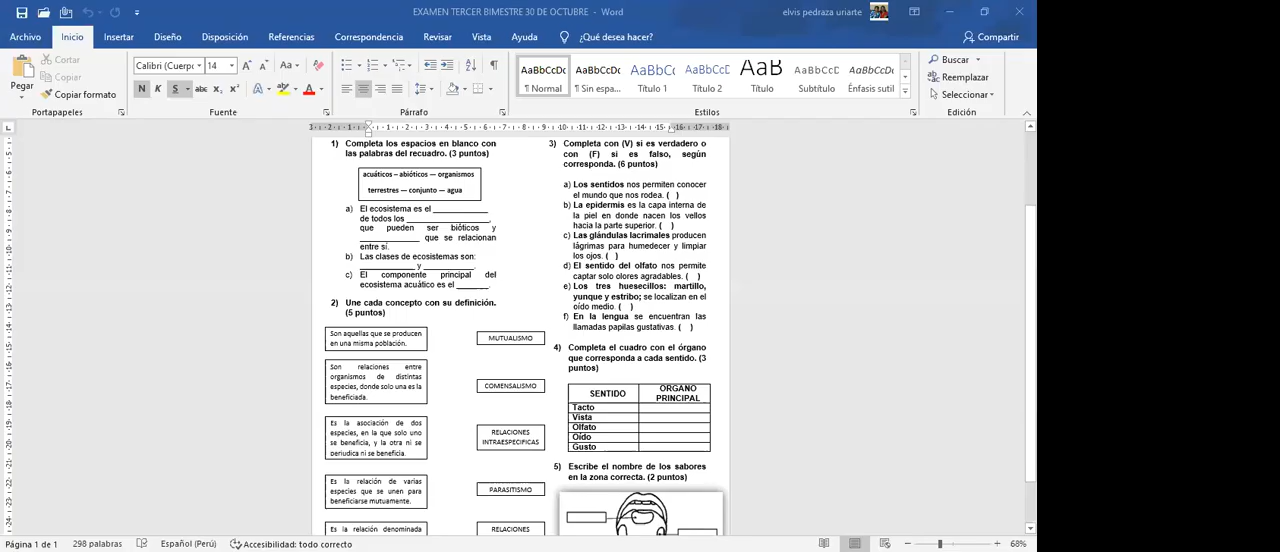 EXAMEN TERCER BIMESTRE 30 DE OCTUBRE - Word
elvis pedraza uriarte
Archivo Inicio Insertar Diseño Disposición Referencias Correspondencia Revisar Vista Ayuda ¿Qué desea hacer? Compartir
Pegar
Cortar
Copiar
Copiar formato
Portapapeles
Calibri (Cuerpo 14
N K S abc x₂ x²
Fuente
Párrafo
AaBbCcDc AaBbCcDc AaBbCc AaBbCcD AaB AaBbCcD AaBbCcDc
¶ Normal ¶ Sin espa... Título 1 Título 2 Título Subtítulo Énfasis sutil
Estilos
Buscar
Reemplazar
Seleccionar
Edición
1) Completa los espacios en blanco con
las palabras del recuadro. (3 puntos)
acuáticos – abióticos — organismos
terrestres — conjunto — agua
a) El ecosistema es el ___________
de todos los ________________,
que pueden ser bióticos y
____________ que se relacionan
entre sí.
b) Las clases de ecosistemas son:
___________ y __________.
c) El componente principal del
ecosistema acuático es el _______.
2) Une cada concepto con su definición.
(5 puntos)
Son aquellas que se producen
en una misma población.
MUTUALISMO
Son relaciones entre
organismos de distintas
especies, donde solo una es la
beneficiada.
COMENSALISMO
Es la asociación de dos
especies, en la que solo uno
se beneficia, y la otra ni se
perjudica ni se beneficia.
RELACIONES
INTRAESPECIFICAS
Es la relación de varias
especies que se unen para
beneficiarse mutuamente.
PARASITISMO
Es la relación denominada
RELACIONES
3) Completa con (V) si es verdadero o
con (F) si es falso, según
corresponda. (6 puntos)
a) Los sentidos nos permiten conocer
el mundo que nos rodea. ( )
b) La epidermis es la capa interna de
la piel en donde nacen los vellos
hacia la parte superior. ( )
c) Las glándulas lacrimales producen
lágrimas para humedecer y limpiar
los ojos. ( )
d) El sentido del olfato nos permite
captar solo olores agradables. ( )
e) Los tres huesecillos: martillo,
yunque y estribo; se localizan en el
oído medio. ( )
f) En la lengua se encuentran las
llamadas papilas gustativas. ( )
4) Completa el cuadro con el órgano
que corresponda a cada sentido. (3
puntos)
SENTIDO
ORGANO
PRINCIPAL
Tacto
Vista
Olfato
Oído
Gusto
5) Escribe el nombre de los sabores
en la zona correcta. (2 puntos)
Página 1 de 1 298 palabras Español (Perú) Accesibilidad: todo correcto 68%